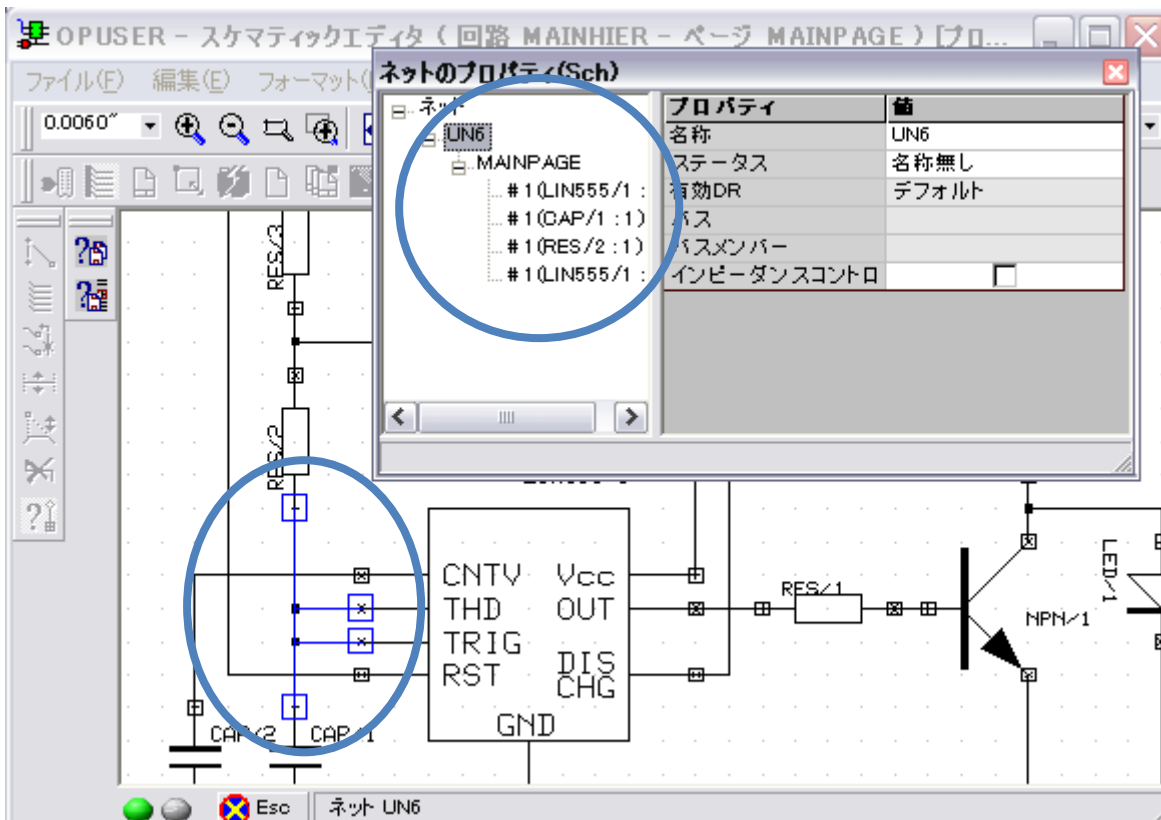 OPUSER - スケマティックエディタ ( 回路 MAINHIER - ページ MAINPAGE ) [プロ...
ファイル(F) 編集(E) フォーマット(
0.0060"
ネットのプロパティ(Sch)
ネット
UN6
MAINPAGE
#1(LIN555/1 :
#1(CAP/1 :1)
#1(RES/2 :1)
#1(LIN555/1 :
プロパティ 値
名称 UN6
ステータス 名称無し
有効DR デフォルト
バス
バスメンバー
インピーダンスコントロ
RES/3
RES/2
CNTV Vcc
THD OUT
TRIG
RST DIS
CHG
GND
RES/1
NPN/1
LED/1
CAP/2 CAP/1
Esc ネット UN6